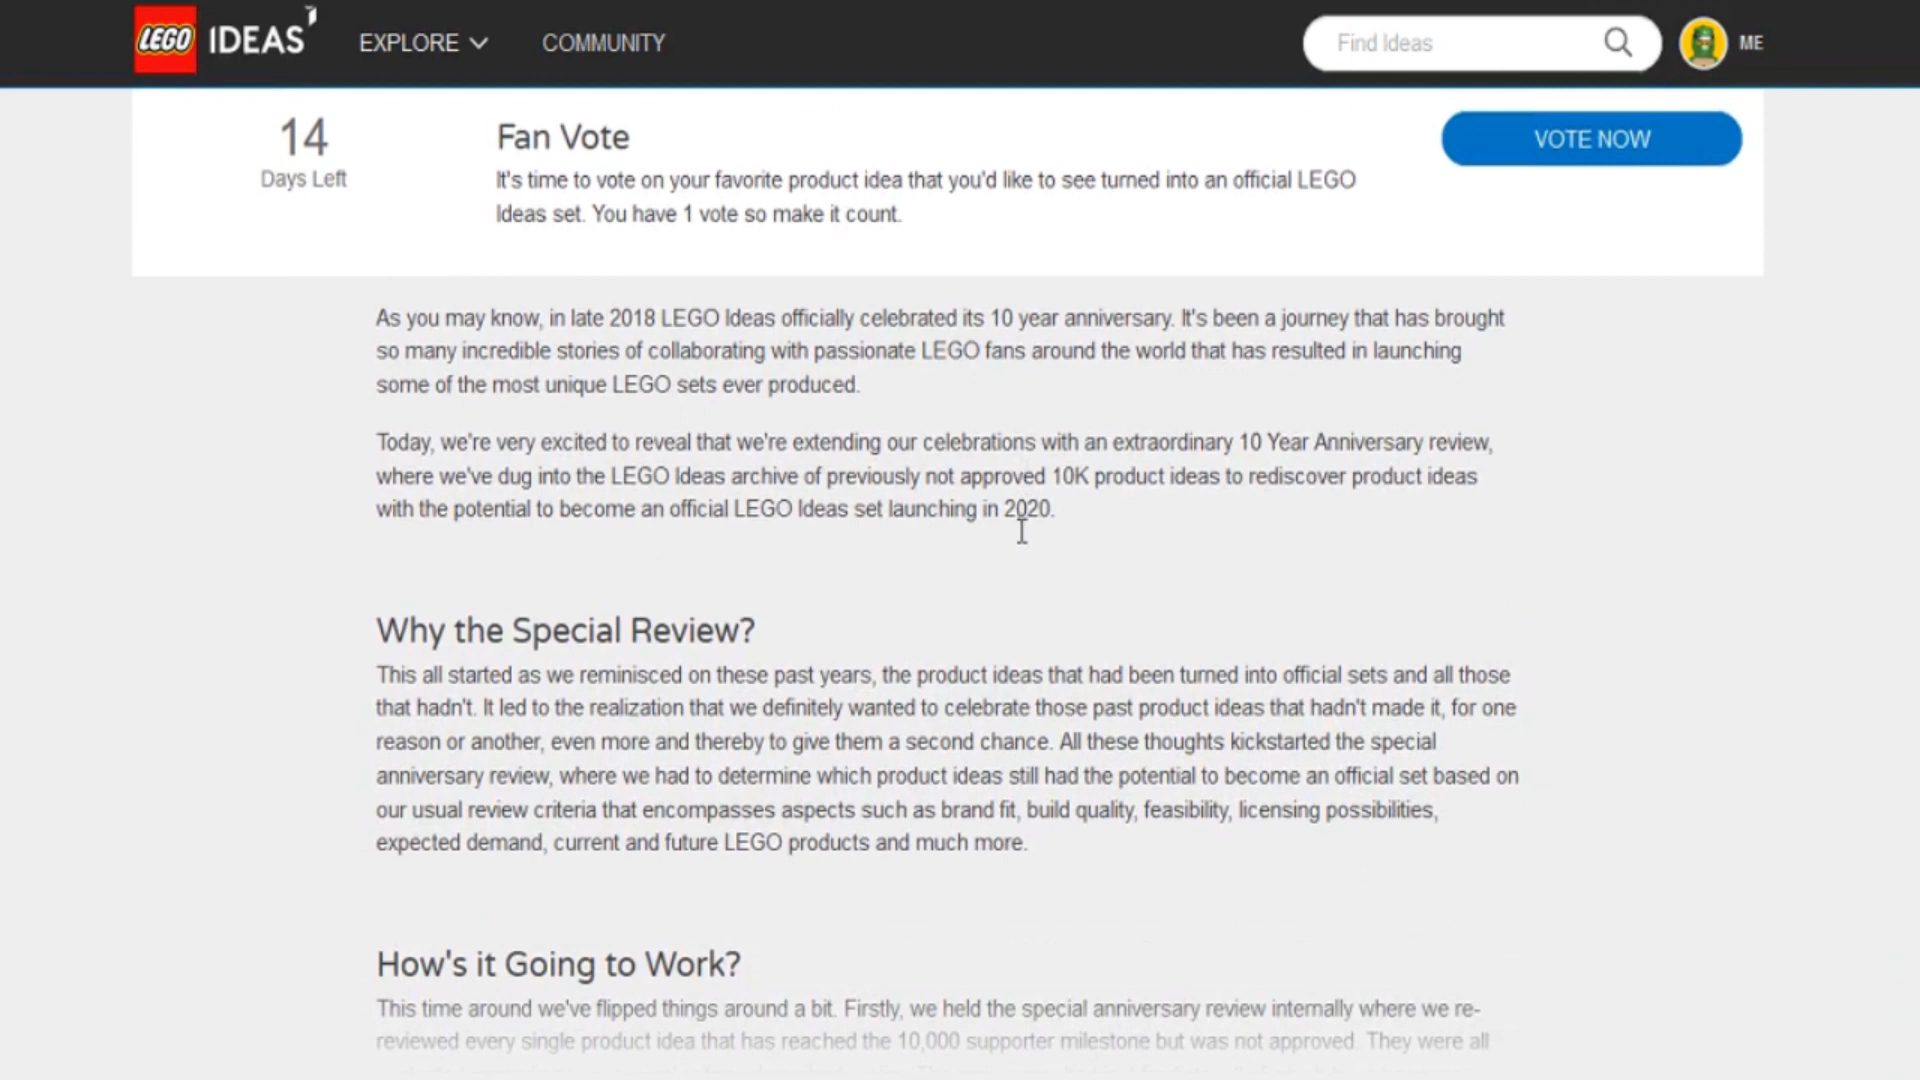 LEGO IDEAS EXPLORE COMMUNITY Find Ideas ME
14
Days Left
Fan Vote
VOTE NOW
It's time to vote on your favorite product idea that you'd like to see turned into an official LEGO
Ideas set. You have 1 vote so make it count.
As you may know, in late 2018 LEGO Ideas officially celebrated its 10 year anniversary. It's been a journey that has brought
so many incredible stories of collaborating with passionate LEGO fans around the world that has resulted in launching
some of the most unique LEGO sets ever produced.
Today, we're very excited to reveal that we're extending our celebrations with an extraordinary 10 Year Anniversary review,
where we've dug into the LEGO Ideas archive of previously not approved 10K product ideas to rediscover product ideas
with the potential to become an official LEGO Ideas set launching in 2020.
Why the Special Review?
This all started as we reminisced on these past years, the product ideas that had been turned into official sets and all those
that hadn't. It led to the realization that we definitely wanted to celebrate those past product ideas that hadn't made it, for one
reason or another, even more and thereby to give them a second chance. All these thoughts kickstarted the special
anniversary review, where we had to determine which product ideas still had the potential to become an official set based on
our usual review criteria that encompasses aspects such as brand fit, build quality, feasibility, licensing possibilities,
expected demand, current and future LEGO products and much more.
How's it Going to Work?
This time around we've flipped things around a bit. Firstly, we held the special anniversary review internally where we re-
reviewed every single product idea that has reached the 10,000 supporter milestone but was not approved. They were all